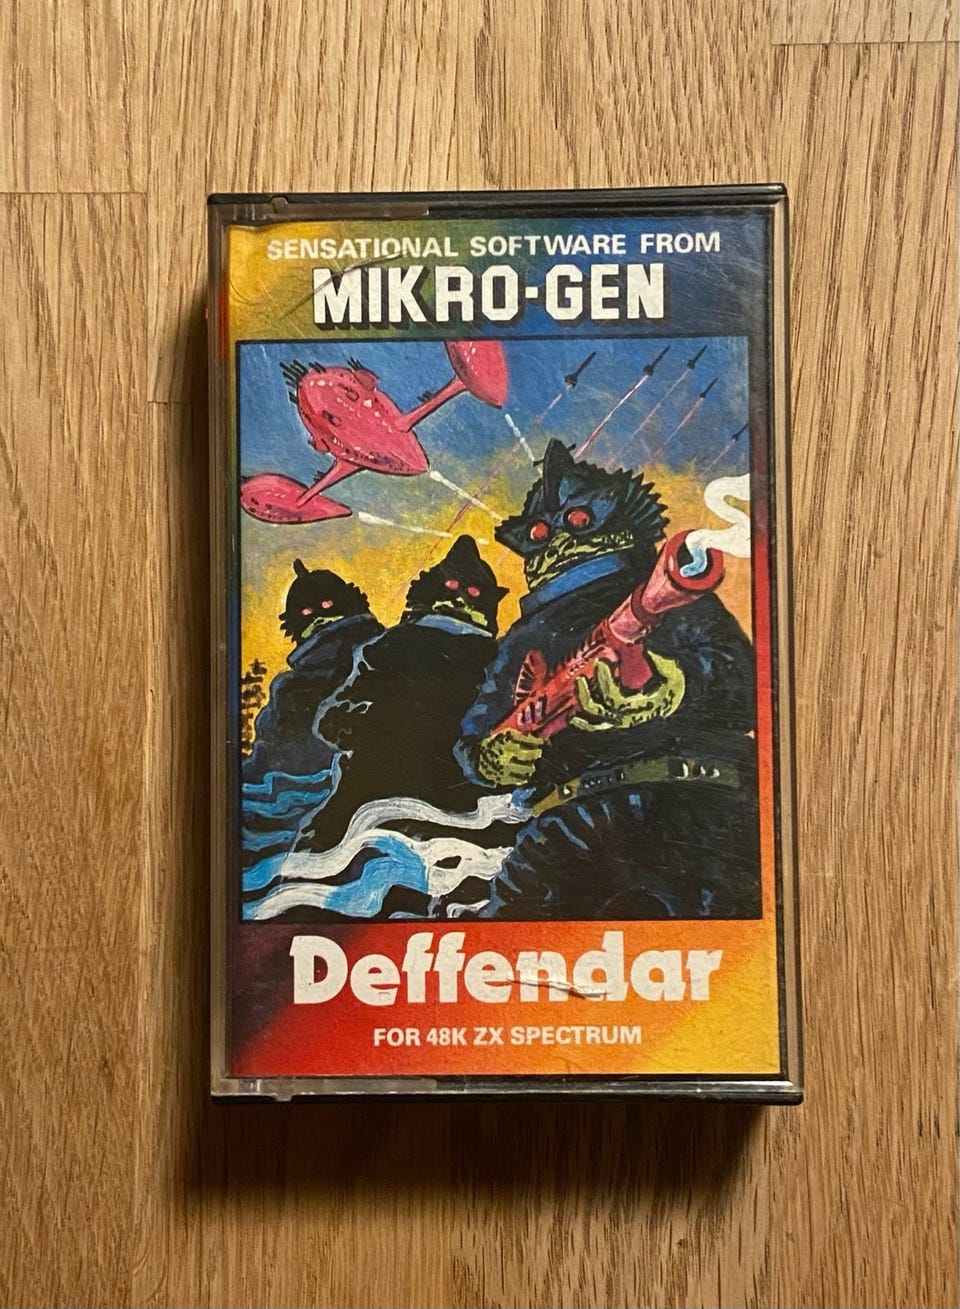 SENSATIONAL SOFTWARE FROM
MIKRO-GEN
Deffendar
FOR 48K ZX SPECTRUM